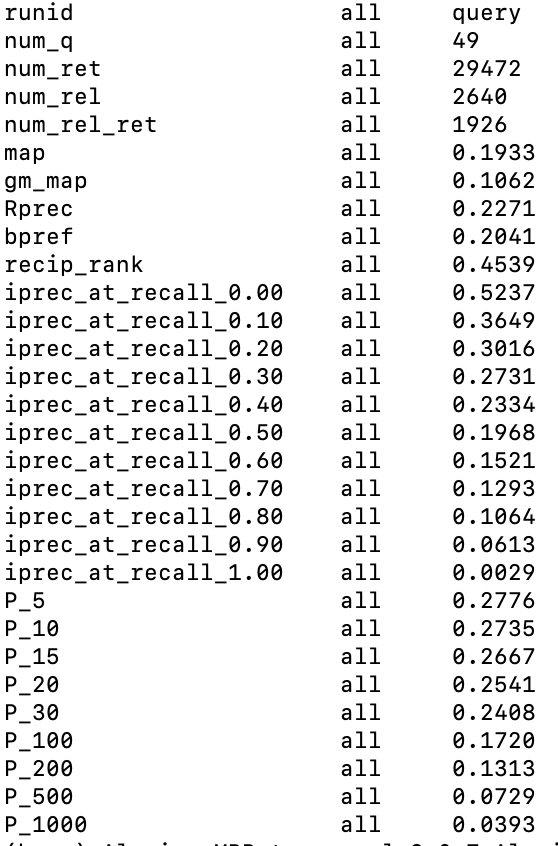 runid all query
num_q all 49
num_ret all 29472
num_rel all 2640
num_rel_ret all 1926
map all 0.1933
gm_map all 0.1062
Rprec all 0.2271
bpref all 0.2041
recip_rank all 0.4539
iprec_at_recall_0.00 all 0.5237
iprec_at_recall_0.10 all 0.3649
iprec_at_recall_0.20 all 0.3016
iprec_at_recall_0.30 all 0.2731
iprec_at_recall_0.40 all 0.2334
iprec_at_recall_0.50 all 0.1968
iprec_at_recall_0.60 all 0.1521
iprec_at_recall_0.70 all 0.1293
iprec_at_recall_0.80 all 0.1064
iprec_at_recall_0.90 all 0.0613
iprec_at_recall_1.00 all 0.0029
P_5 all 0.2776
P_10 all 0.2735
P_15 all 0.2667
P_20 all 0.2541
P_30 all 0.2408
P_100 all 0.1720
P_200 all 0.1313
P_500 all 0.0729
P_1000 all 0.0393